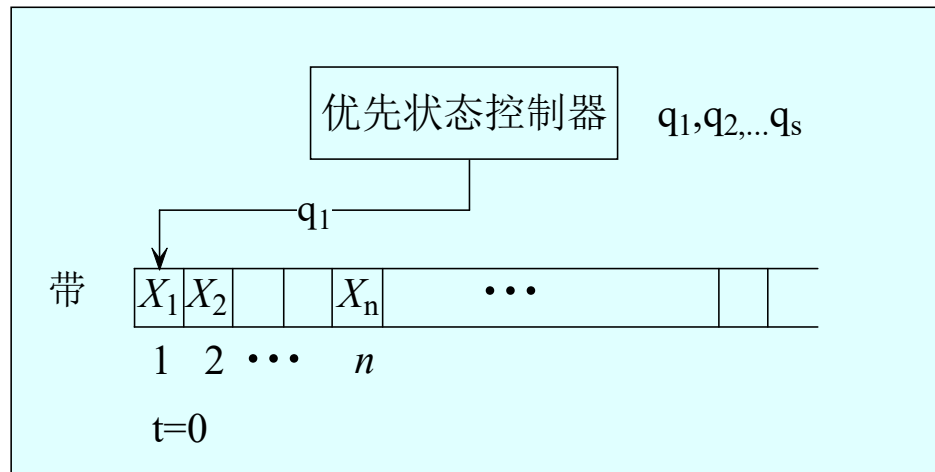 优先状态控制器
q₁,q₂,...qₛ
q₁
带 X₁ X₂ Xₙ •••
1 2 ••• n
t=0